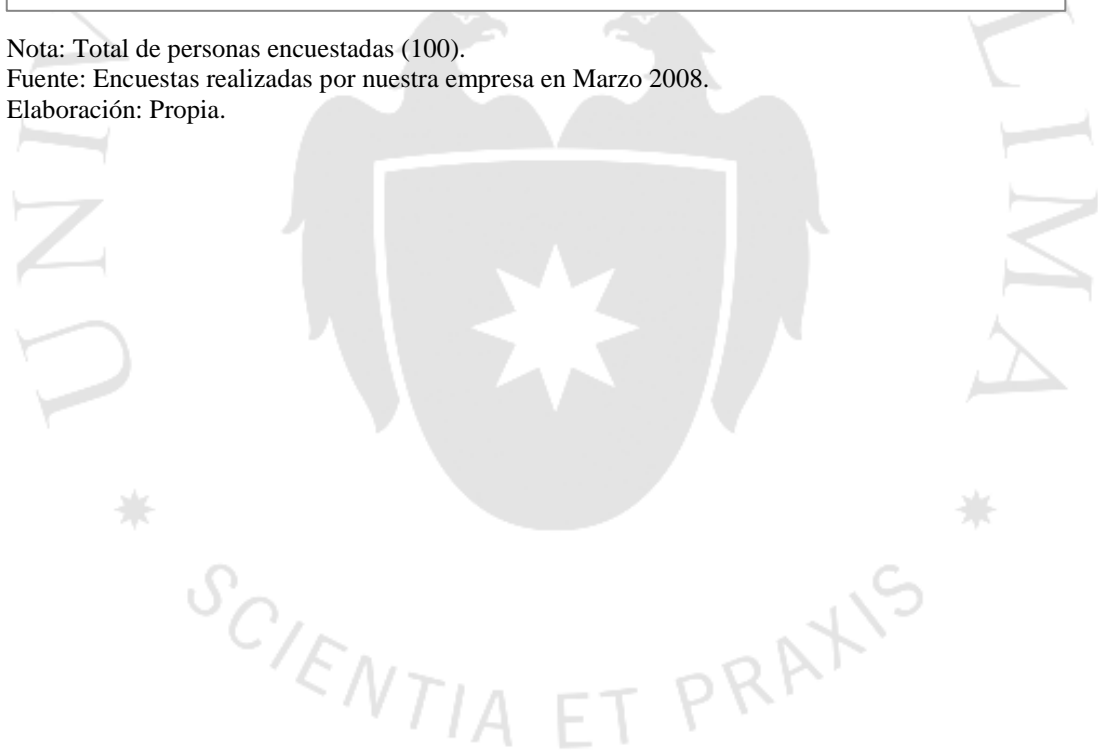 Nota: Total de personas encuestadas (100).
Fuente: Encuestas realizadas por nuestra empresa en Marzo 2008.
Elaboración: Propia.
UNI
LIMA
SCIENTIA ET PRAXIS